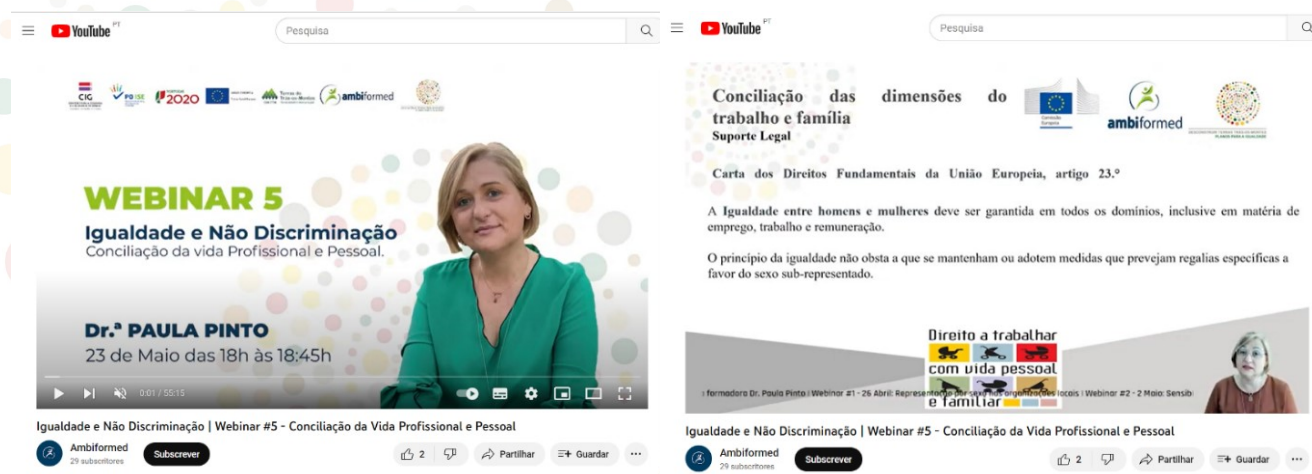 YouTube PT
Pesquisa
CIG
PO ISE
PORTUGAL
2020
ambiformed
WEBINAR 5
Igualdade e Não Discriminação
Conciliação da vida Profissional e Pessoal.
Dr.ª PAULA PINTO
23 de Maio das 18h às 18:45h
0:01 / 55:15
Igualdade e Não Discriminação | Webinar #5 - Conciliação da Vida Profissional e Pessoal
Ambiformed
29 subscritores
Subscrever
2
Partilhar
Guardar
YouTube PT
Pesquisa
Conciliação das dimensões do
trabalho e família
Suporte Legal
Comissão
Europeia
ambiformed
PLANOS PARA A IGUALDADE
Carta dos Direitos Fundamentais da União Europeia, artigo 23.º
A Igualdade entre homens e mulheres deve ser garantida em todos os domínios, inclusive em matéria de
emprego, trabalho e remuneração.
O princípio da igualdade não obsta a que se mantenham ou adotem medidas que prevejam regalias específicas a
favor do sexo sub-representado.
Direito a trabalhar
com vida pessoal
e familiar
formadora Dr. Paula Pinto | Webinar #1 - 26 Abril: Representação por sexo nas organizações locais | Webinar #2 - 2 Maio: Sensib
Igualdade e Não Discriminação | Webinar #5 - Conciliação da Vida Profissional e Pessoal
Ambiformed
29 subscritores
Subscrever
2
Partilhar
Guardar